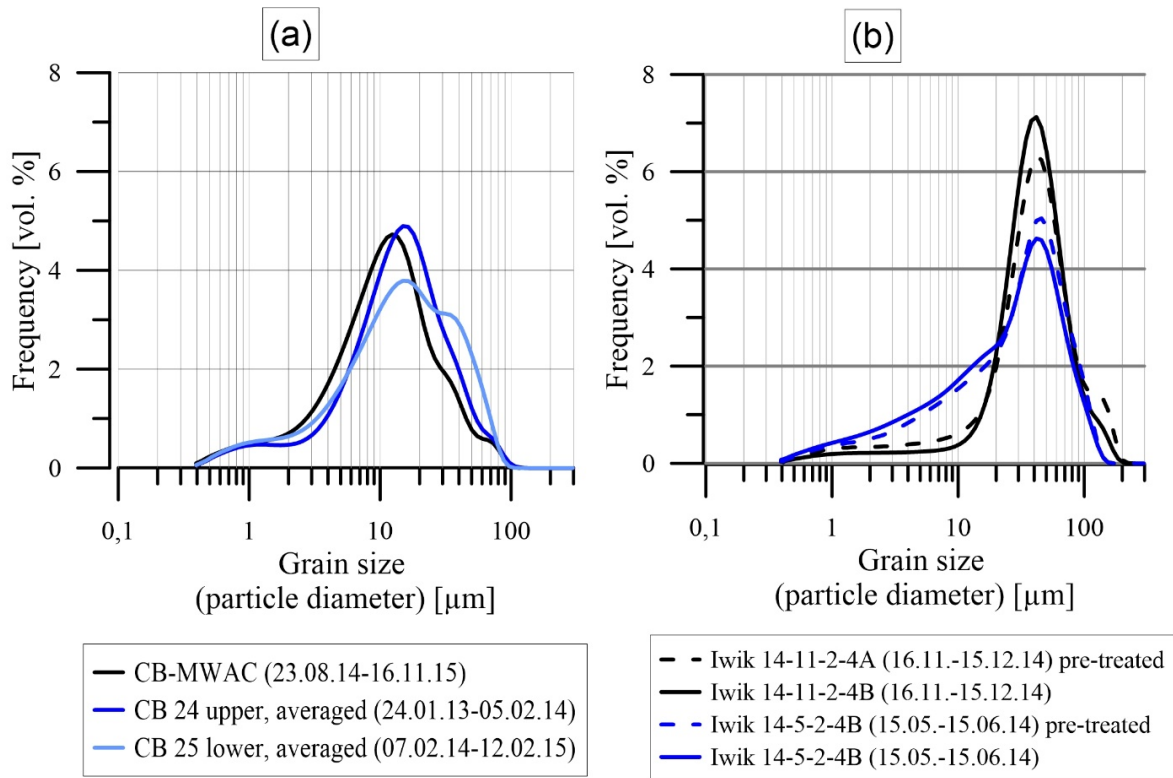 (a)
(b)
8
6
4
2
0
Frequency [vol. %]
0,1 1 10 100
Grain size
(particle diameter) [µm]
8
6
4
2
0
Frequency [vol. %]
0,1 1 10 100
Grain size
(particle diameter) [µm]
CB-MWAC (23.08.14-16.11.15)
CB 24 upper, averaged (24.01.13-05.02.14)
CB 25 lower, averaged (07.02.14-12.02.15)
Iwik 14-11-2-4A (16.11.-15.12.14) pre-treated
Iwik 14-11-2-4B (16.11.-15.12.14)
Iwik 14-5-2-4B (15.05.-15.06.14) pre-treated
Iwik 14-5-2-4B (15.05.-15.06.14)